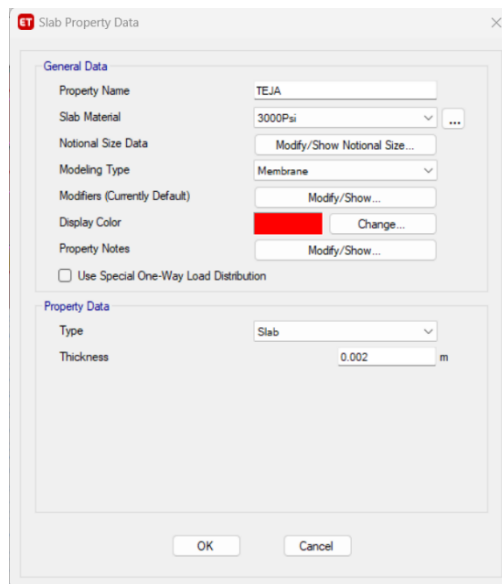 ET Slab Property Data
General Data
Property Name TEJA
Slab Material 3000Psi ...
Notional Size Data Modify/Show Notional Size...
Modeling Type Membrane
Modifiers (Currently Default) Modify/Show...
Display Color Change...
Property Notes Modify/Show...
Use Special One-Way Load Distribution
Property Data
Type Slab
Thickness 0.002 m
OK Cancel